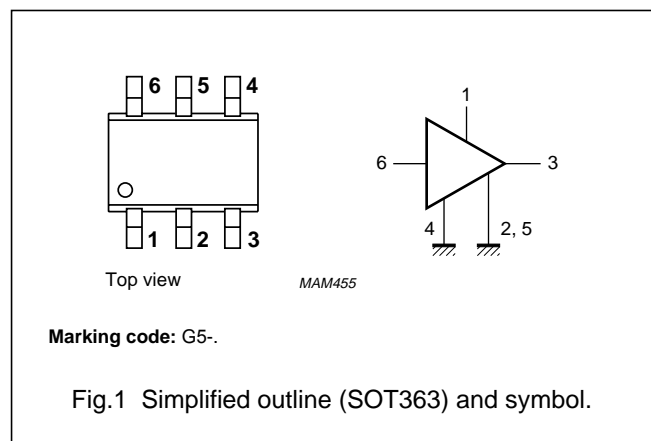 6 5 4
1 2 3
Top view
1
6
3
4
2, 5
MAM455
Marking code: G5-.
Fig.1 Simplified outline (SOT363) and symbol.